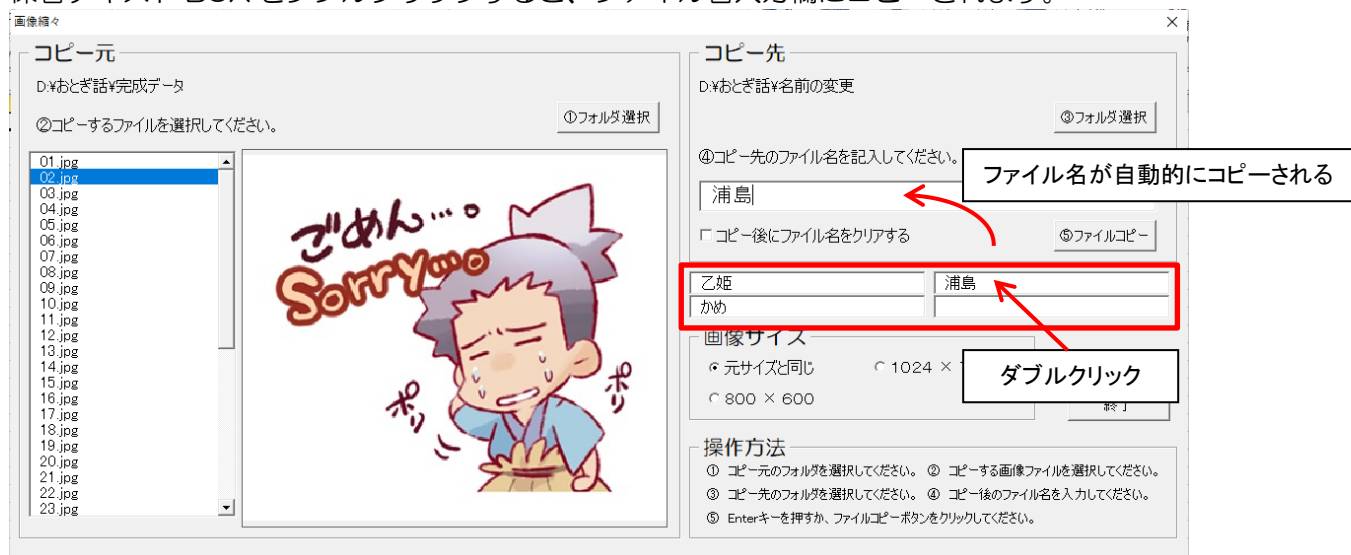 画像縮々
コピー元
D:¥おとぎ話¥完成データ
①フォルダ選択
②コピーするファイルを選択してください。
01.jpg
02.jpg
03.jpg
04.jpg
05.jpg
06.jpg
07.jpg
08.jpg
09.jpg
10.jpg
11.jpg
12.jpg
13.jpg
14.jpg
15.jpg
16.jpg
17.jpg
18.jpg
19.jpg
20.jpg
21.jpg
22.jpg
23.jpg
ごめん…。
Sorry…。
ポリ
ポリ
コピー先
D:¥おとぎ話¥名前の変更
③フォルダ選択
④コピー先のファイル名を記入してください。
ファイル名が自動的にコピーされる
浦島
コピー後にファイル名をクリアする
⑤ファイルコピー
乙姫 浦島
かめ
画像サイズ
元サイズと同じ 1024 ×
ダブルクリック
800 × 600
終了
操作方法
① コピー元のフォルダを選択してください。 ② コピーする画像ファイルを選択してください。
③ コピー先のフォルダを選択してください。 ④ コピー後のファイル名を入力してください。
⑤ Enterキーを押すか、ファイルコピーボタンをクリックしてください。